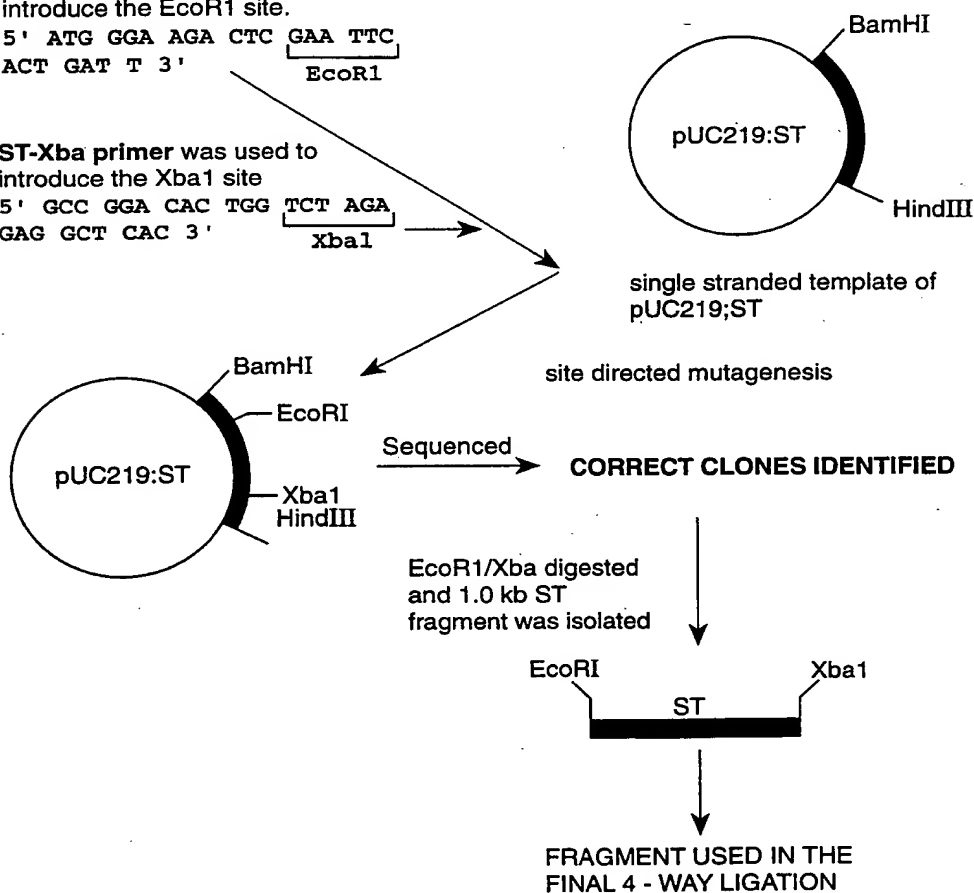 introduce the EcoR1 site.
5' ATG GGA AGA CTC GAA TTC
EcoR1
ACT GAT T 3'
ST-Xba primer was used to
introduce the Xba1 site
5' GCC GGA CAC TGG TCT AGA
Xba1
GAG GCT CAC 3'
BamHI
pUC219:ST
HindIII
single stranded template of
pUC219;ST
site directed mutagenesis
BamHI
EcoRI
pUC219:ST
Xba1
HindIII
Sequenced
CORRECT CLONES IDENTIFIED
EcoR1/Xba digested
and 1.0 kb ST
fragment was isolated
EcoRI
Xba1
ST
FRAGMENT USED IN THE
FINAL 4 - WAY LIGATION